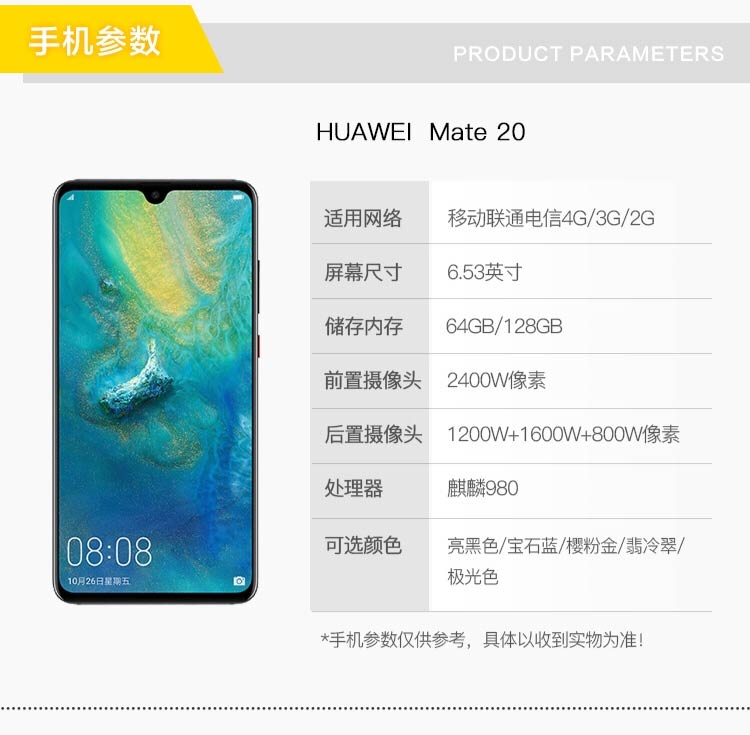 手机参数
PRODUCT PARAMETERS
HUAWEI Mate 20
适用网络 移动联通电信4G/3G/2G
屏幕尺寸 6.53英寸
储存内存 64GB/128GB
前置摄像头 2400W像素
后置摄像头 1200W+1600W+800W像素
处理器 麒麟980
可选颜色 亮黑色/宝石蓝/樱粉金/翡冷翠/
极光色
08:08
10月26日星期五
*手机参数仅供参考，具体以收到实物为准!